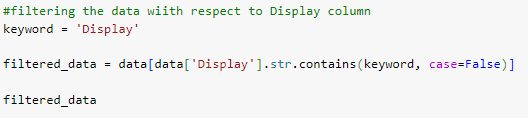 #filtering the data wiith respect to Display column
keyword = 'Display'
filtered_data = data[data['Display'].str.contains(keyword, case=False)]
filtered_data